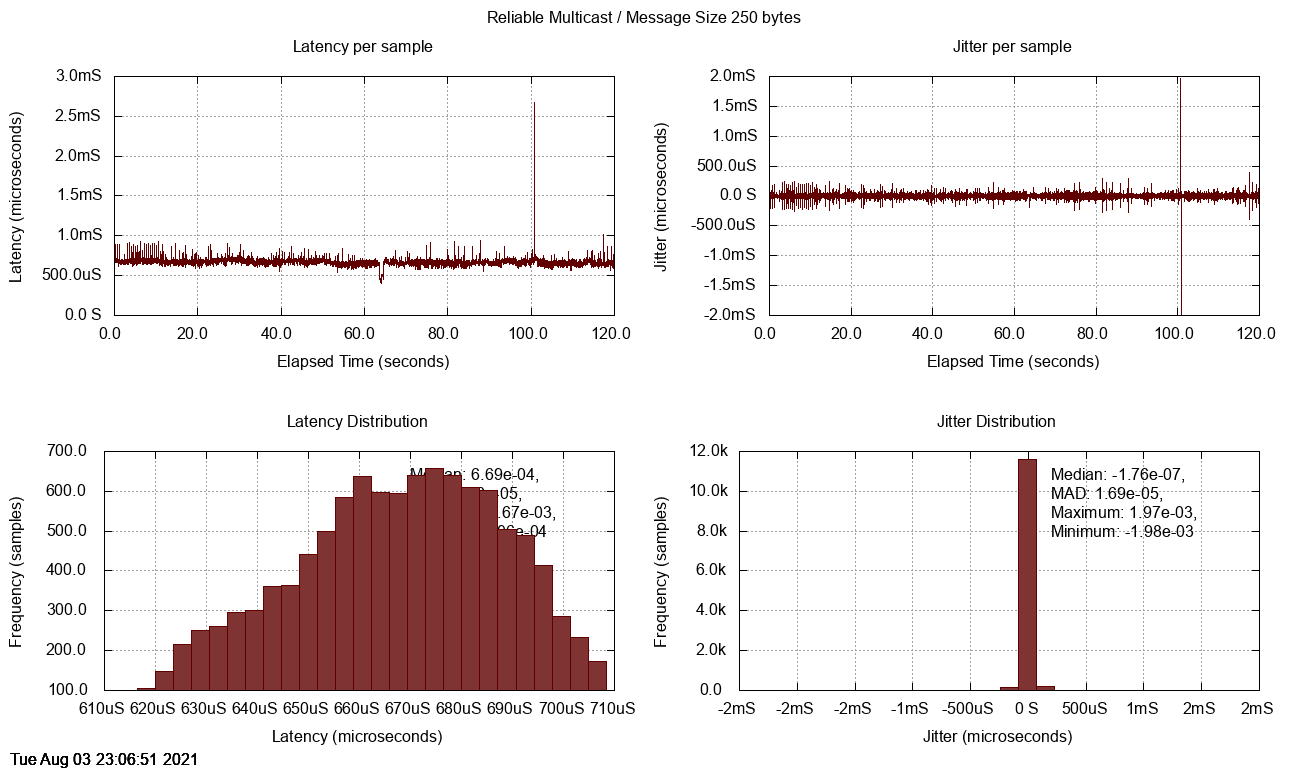 Reliable Multicast / Message Size 250 bytes
Latency per sample
3.0mS
2.5mS
2.0mS
1.5mS
1.0mS
500.0uS
0.0 S
Latency (microseconds)
0.0 20.0 40.0 60.0 80.0 100.0 120.0
Elapsed Time (seconds)
Jitter per sample
2.0mS
1.5mS
1.0mS
500.0uS
0.0 S
-500.0uS
-1.0mS
-1.5mS
-2.0mS
Jitter (microseconds)
0.0 20.0 40.0 60.0 80.0 100.0 120.0
Elapsed Time (seconds)
Latency Distribution
700.0
600.0
500.0
400.0
300.0
200.0
100.0
Frequency (samples)
6.69e-04,
610uS 620uS 630uS 640uS 650uS 660uS 670uS 680uS 690uS 700uS 710uS
Latency (microseconds)
Jitter Distribution
12.0k
10.0k
8.0k
6.0k
4.0k
2.0k
0.0
Frequency (samples)
Median: -1.76e-07,
MAD: 1.69e-05,
Maximum: 1.97e-03,
Minimum: -1.98e-03
-2mS -2mS -2mS -1mS -500uS 0 S 500uS 1mS 2mS 2mS
Jitter (microseconds)
Tue Aug 03 23:06:51 2021